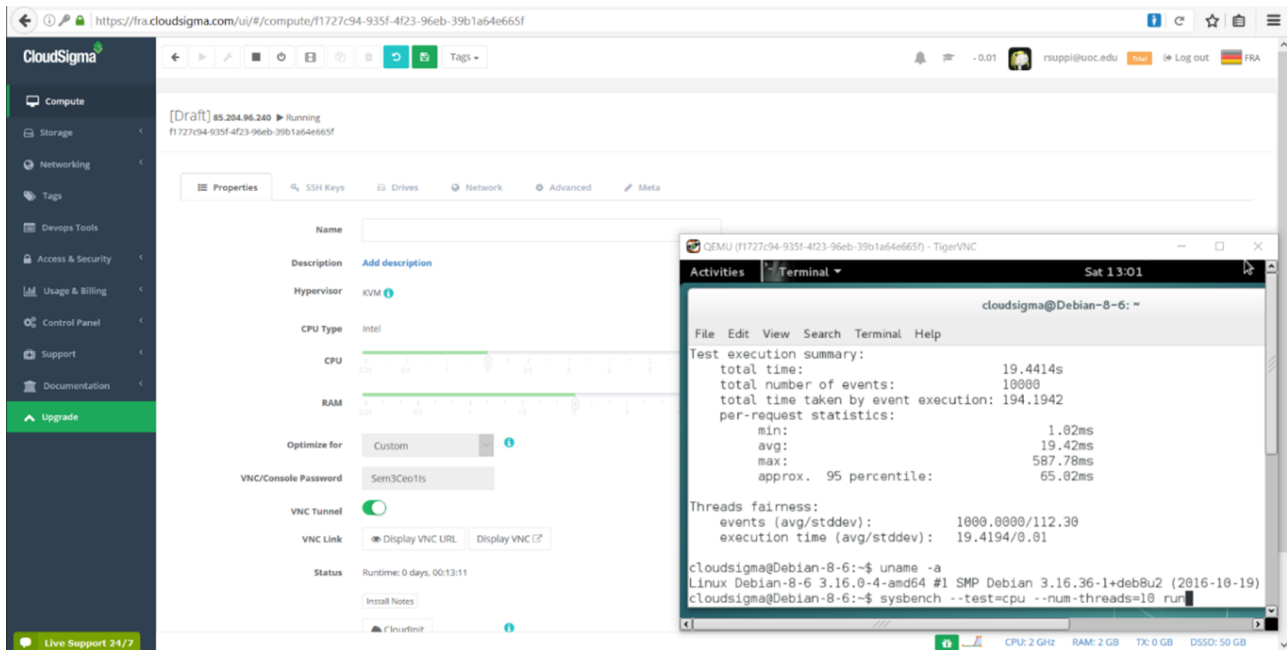 https://fra.cloudsigma.com/ui/#/compute/f1727c94-935f-4f23-96eb-39b1a64e665f
CloudSigma
Tags
-0.01
rsuppi@uoc.edu
Trial
Log out
FRA
Compute
Storage
Networking
Tags
Devops Tools
Access & Security
Usage & Billing
Control Panel
Support
Documentation
Upgrade
Live Support 24/7
[Draft] 85.204.96.240 Running
f1727c94-935f-4f23-96eb-39b1a64e665f
Properties
SSH Keys
Drives
Network
Advanced
Meta
Name
Description Add description
Hypervisor KVM
CPU Type Intel
CPU
RAM
Optimize for Custom
VNC/Console Password Sem3Ceo1Is
VNC Tunnel
VNC Link Display VNC URL Display VNC
Status Runtime: 0 days, 00:13:11
Install Notes
CloudInit
QEMU (f1727c94-935f-4f23-96eb-39b1a64e665f) - TigerVNC
Activities Terminal Sat 13:01
cloudsigma@Debian-8-6: ~
File Edit View Search Terminal Help
Test execution summary:
total time: 19.4414s
total number of events: 10000
total time taken by event execution: 194.1942
per-request statistics:
min: 1.02ms
avg: 19.42ms
max: 587.78ms
approx. 95 percentile: 65.02ms
Threads fairness:
events (avg/stddev): 1000.0000/112.30
execution time (avg/stddev): 19.4194/0.01
cloudsigma@Debian-8-6:~$ uname -a
Linux Debian-8-6 3.16.0-4-amd64 #1 SMP Debian 3.16.36-1+deb8u2 (2016-10-19)
cloudsigma@Debian-8-6:~$ sysbench --test=cpu --num-threads=10 run
CPU: 2 GHz RAM: 2 GB TX: 0 GB DSSD: 50 GB